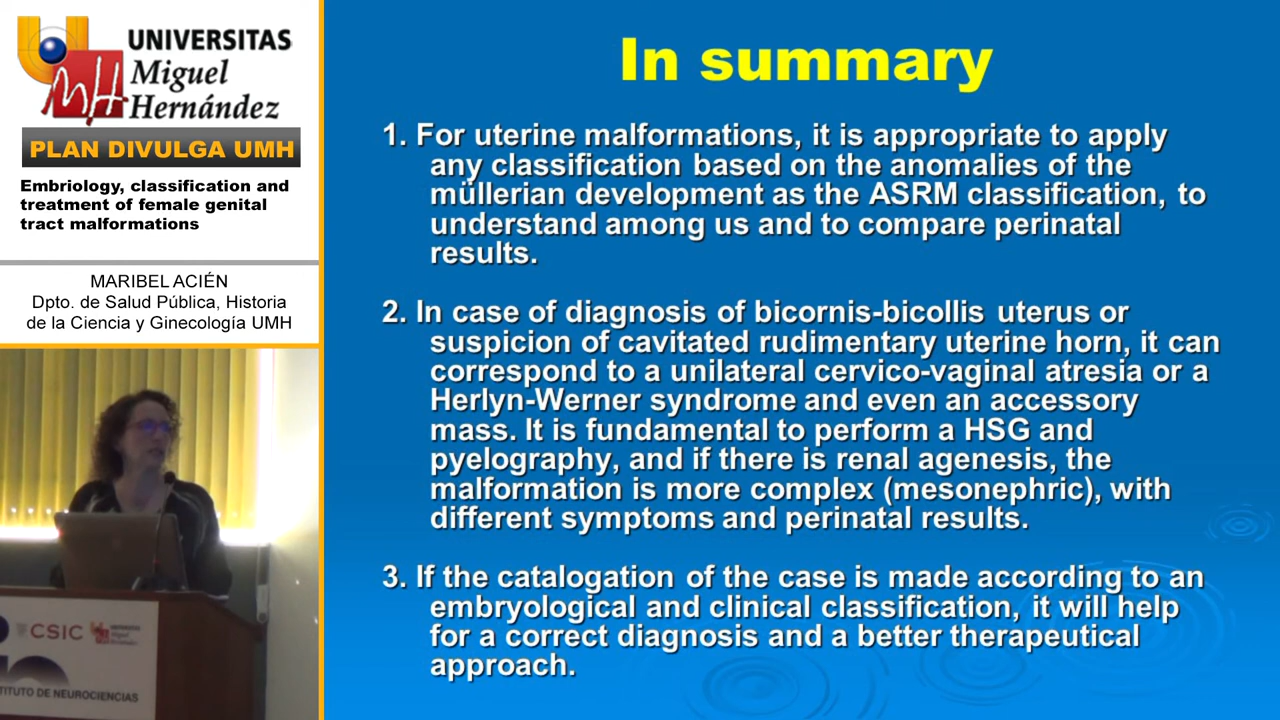 UNIVERSITAS
Miguel
Hernández
PLAN DIVULGA UMH
Embriology, classification and
treatment of female genital
tract malformations
MARIBEL ACIÉN
Dpto. de Salud Pública, Historia
de la Ciencia y Ginecología UMH
CSIC
TITUTO DE NEUROCIENCIAS
In summary
1. For uterine malformations, it is appropriate to apply
any classification based on the anomalies of the
müllerian development as the ASRM classification, to
understand among us and to compare perinatal
results.
2. In case of diagnosis of bicornis-bicollis uterus or
suspicion of cavitated rudimentary uterine horn, it can
correspond to a unilateral cervico-vaginal atresia or a
Herlyn-Werner syndrome and even an accessory
mass. It is fundamental to perform a HSG and
pyelography, and if there is renal agenesis, the
malformation is more complex (mesonephric), with
different symptoms and perinatal results.
3. If the catalogation of the case is made according to an
embryological and clinical classification, it will help
for a correct diagnosis and a better therapeutical
approach.